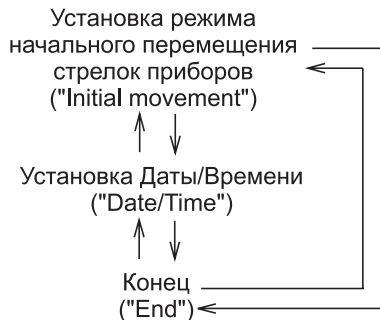 Установка режима
начального перемещения
стрелок приборов
("Initial movement")
Установка Даты/Времени
("Date/Time")
Конец
("End")